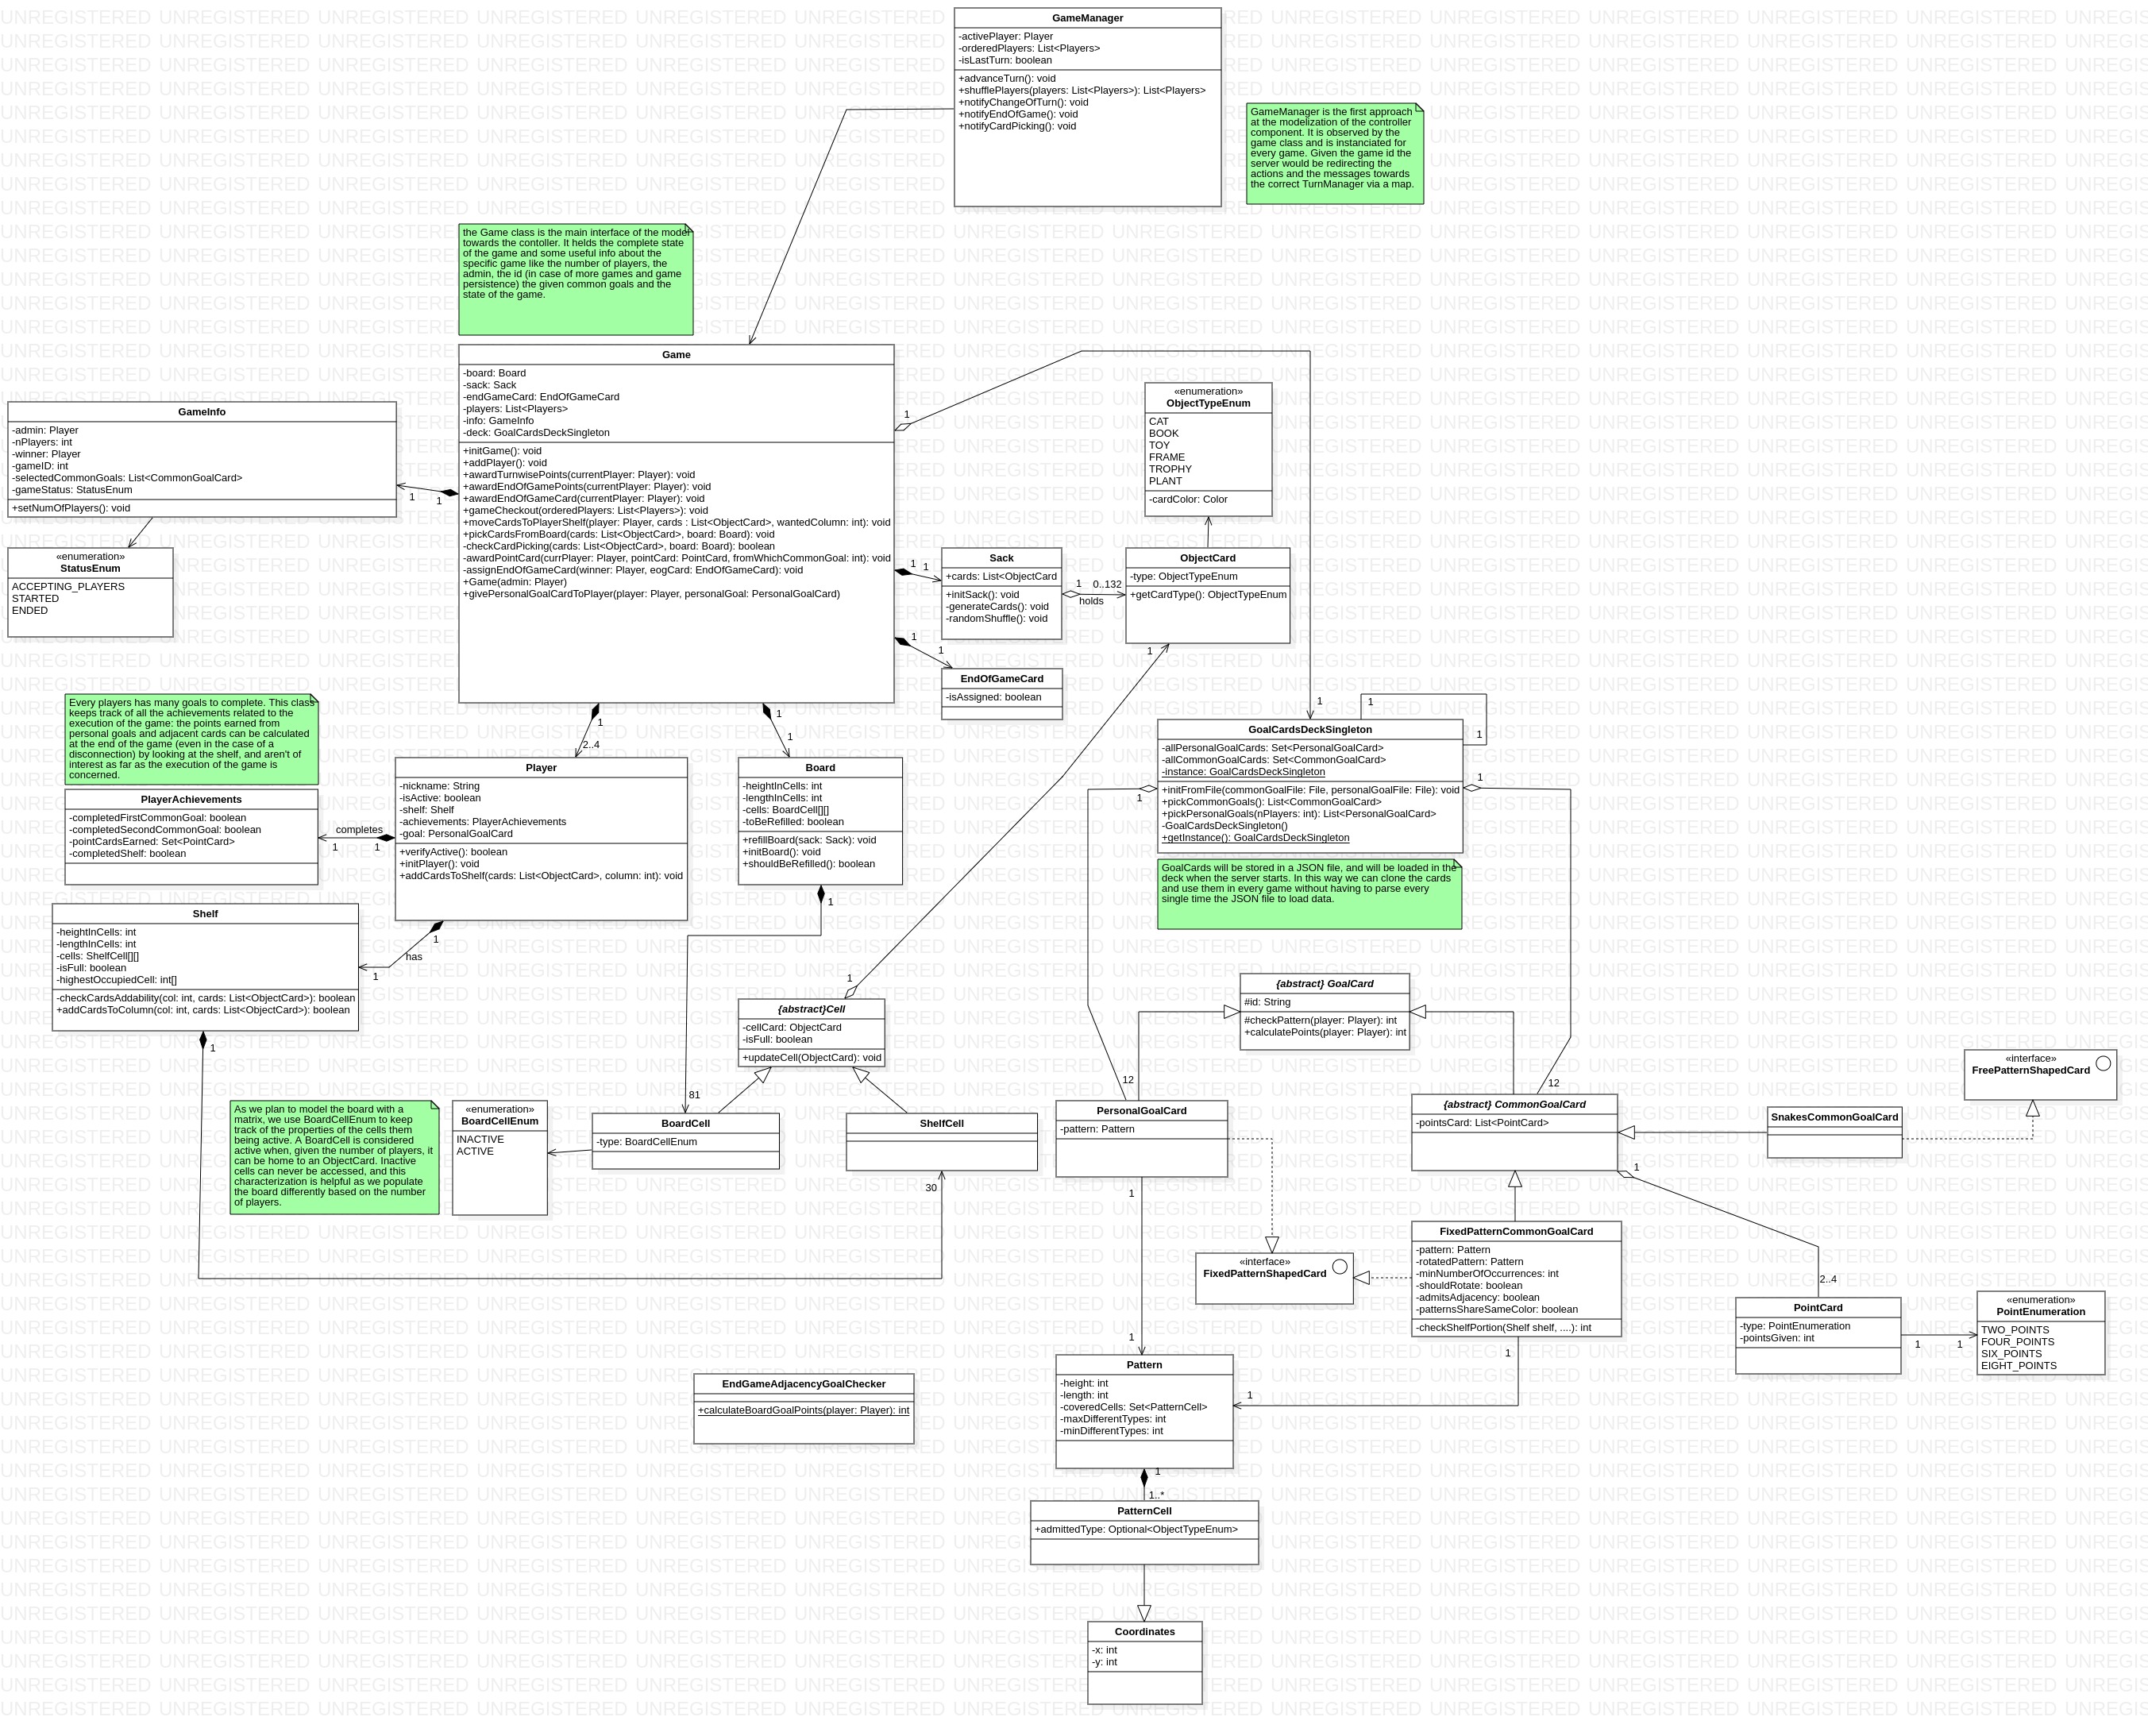 GameManager
-activePlayer: Player
-orderedPlayers: List<Players>
-isLastTurn: boolean
+advanceTurn(): void
+shufflePlayers(players: List<Players>): List<Players>
+notifyChangeOfTurn(): void
+notifyEndOfGame(): void
+notifyCardPicking(): void
GameManager is the first approach
at the modelization of the controller
component. It is observed by the
game class and is instanciated for
every game. Given the game id the
server would be redirecting the
actions and the messages towards
the correct TurnManager via a map.
the Game class is the main interface of the model
towards the contoller. It helds the complete state
of the game and some useful info about the
specific game like the number of players, the
admin, the id (in case of more games and game
persistence) the given common goals and the
state of the game.
Game
-board: Board
-sack: Sack
-endGameCard: EndOfGameCard
-players: List<Players>
-info: GameInfo
-deck: GoalCardsDeckSingleton
+initGame(): void
+addPlayer(): void
+awardTurnwisePoints(currentPlayer: Player): void
+awardEndOfGamePoints(currentPlayer: Player): void
+awardEndOfGameCard(currentPlayer: Player): void
+gameCheckout(orderedPlayers: List<Players>): void
+moveCardsToPlayerShelf(player: Player, cards : List<ObjectCard>, wantedColumn: int): void
+pickCardsFromBoard(cards: List<ObjectCard>, board: Board): void
-checkCardPicking(cards: List<ObjectCard>, board: Board): boolean
-awardPointCard(currPlayer: Player, pointCard: PointCard, fromWhichCommonGoal: int): void
-assignEndOfGameCard(winner: Player, eogCard: EndOfGameCard): void
+Game(admin: Player)
+givePersonalGoalCardToPlayer(player: Player, personalGoal: PersonalGoalCard)
GameInfo
-admin: Player
-nPlayers: int
-winner: Player
-gameID: int
-selectedCommonGoals: List<CommonGoalCard>
-gameStatus: StatusEnum
+setNumOfPlayers(): void
1
1
«enumeration»
StatusEnum
ACCEPTING_PLAYERS
STARTED
ENDED
1
«enumeration»
ObjectTypeEnum
CAT
BOOK
TOY
FRAME
TROPHY
PLANT
-cardColor: Color
1
1
Sack
+cards: List<ObjectCard
+initSack(): void
-generateCards(): void
-randomShuffle(): void
1
0..132
holds
ObjectCard
-type: ObjectTypeEnum
+getCardType(): ObjectTypeEnum
1
1
1
EndOfGameCard
-isAssigned: boolean
1
1
1
GoalCardsDeckSingleton
-allPersonalGoalCards: Set<PersonalGoalCard>
-allCommonGoalCards: Set<CommonGoalCard>
-instance: GoalCardsDeckSingleton
+initFromFile(commonGoalFile: File, personalGoalFile: File): void
+pickCommonGoals(): List<CommonGoalCard>
+pickPersonalGoals(nPlayers: int): List<PersonalGoalCard>
-GoalCardsDeckSingleton()
+getInstance(): GoalCardsDeckSingleton
1
1
GoalCards will be stored in a JSON file, and will be loaded in the
deck when the server starts. In this way we can clone the cards
and use them in every game without having to parse every
single time the JSON file to load data.
Every players has many goals to complete. This class
keeps track of all the achievements related to the
execution of the game: the points earned from
personal goals and adjacent cards can be calculated
at the end of the game (even in the case of a
disconnection) by looking at the shelf, and aren't of
interest as far as the execution of the game is
concerned.
PlayerAchievements
-completedFirstCommonGoal: boolean
-completedSecondCommonGoal: boolean
-pointCardsEarned: Set<PointCard>
-completedShelf: boolean
completes
1
1
1
2..4
Player
-nickname: String
-isActive: boolean
-shelf: Shelf
-achievements: PlayerAchievements
-goal: PersonalGoalCard
+verifyActive(): boolean
+initPlayer(): void
+addCardsToShelf(cards: List<ObjectCard>, column: int): void
1
1
Board
-heightInCells: int
-lengthInCells: int
-cells: BoardCell[][]
-toBeRefilled: boolean
+refillBoard(sack: Sack): void
+initBoard(): void
+shouldBeRefilled(): boolean
1
81
Shelf
-heightInCells: int
-lengthInCells: int
-cells: ShelfCell[][]
-isFull: boolean
-highestOccupiedCell: int[]
-checkCardsAddability(col: int, cards: List<ObjectCard>): boolean
+addCardsToColumn(col: int, cards: List<ObjectCard>): boolean
1
has
1
1
30
1
{abstract}Cell
-cellCard: ObjectCard
-isFull: boolean
+updateCell(ObjectCard): void
As we plan to model the board with a
matrix, we use BoardCellEnum to keep
track of the properties of the cells them
being active. A BoardCell is considered
active when, given the number of players, it
can be home to an ObjectCard. Inactive
cells can never be accessed, and this
characterization is helpful as we populate
the board differently based on the number
of players.
«enumeration»
BoardCellEnum
INACTIVE
ACTIVE
BoardCell
-type: BoardCellEnum
ShelfCell
{abstract} GoalCard
#id: String
#checkPattern(player: Player): int
+calculatePoints(player: Player): int
12
12
PersonalGoalCard
-pattern: Pattern
{abstract} CommonGoalCard
-pointsCard: List<PointCard>
SnakesCommonGoalCard
«interface»
FreePatternShapedCard
1
1
1
2..4
«interface»
FixedPatternShapedCard
FixedPatternCommonGoalCard
-pattern: Pattern
-rotatedPattern: Pattern
-minNumberOfOccurrences: int
-shouldRotate: boolean
-admitsAdjacency: boolean
-patternsShareSameColor: boolean
-checkShelfPortion(Shelf shelf, ....): int
1
1
PointCard
-type: PointEnumeration
-pointsGiven: int
1
1
«enumeration»
PointEnumeration
TWO_POINTS
FOUR_POINTS
SIX_POINTS
EIGHT_POINTS
EndGameAdjacencyGoalChecker
+calculateBoardGoalPoints(player: Player): int
Pattern
-height: int
-length: int
-coveredCells: Set<PatternCell>
-maxDifferentTypes: int
-minDifferentTypes: int
1
1..*
PatternCell
+admittedType: Optional<ObjectTypeEnum>
Coordinates
-x: int
-y: int